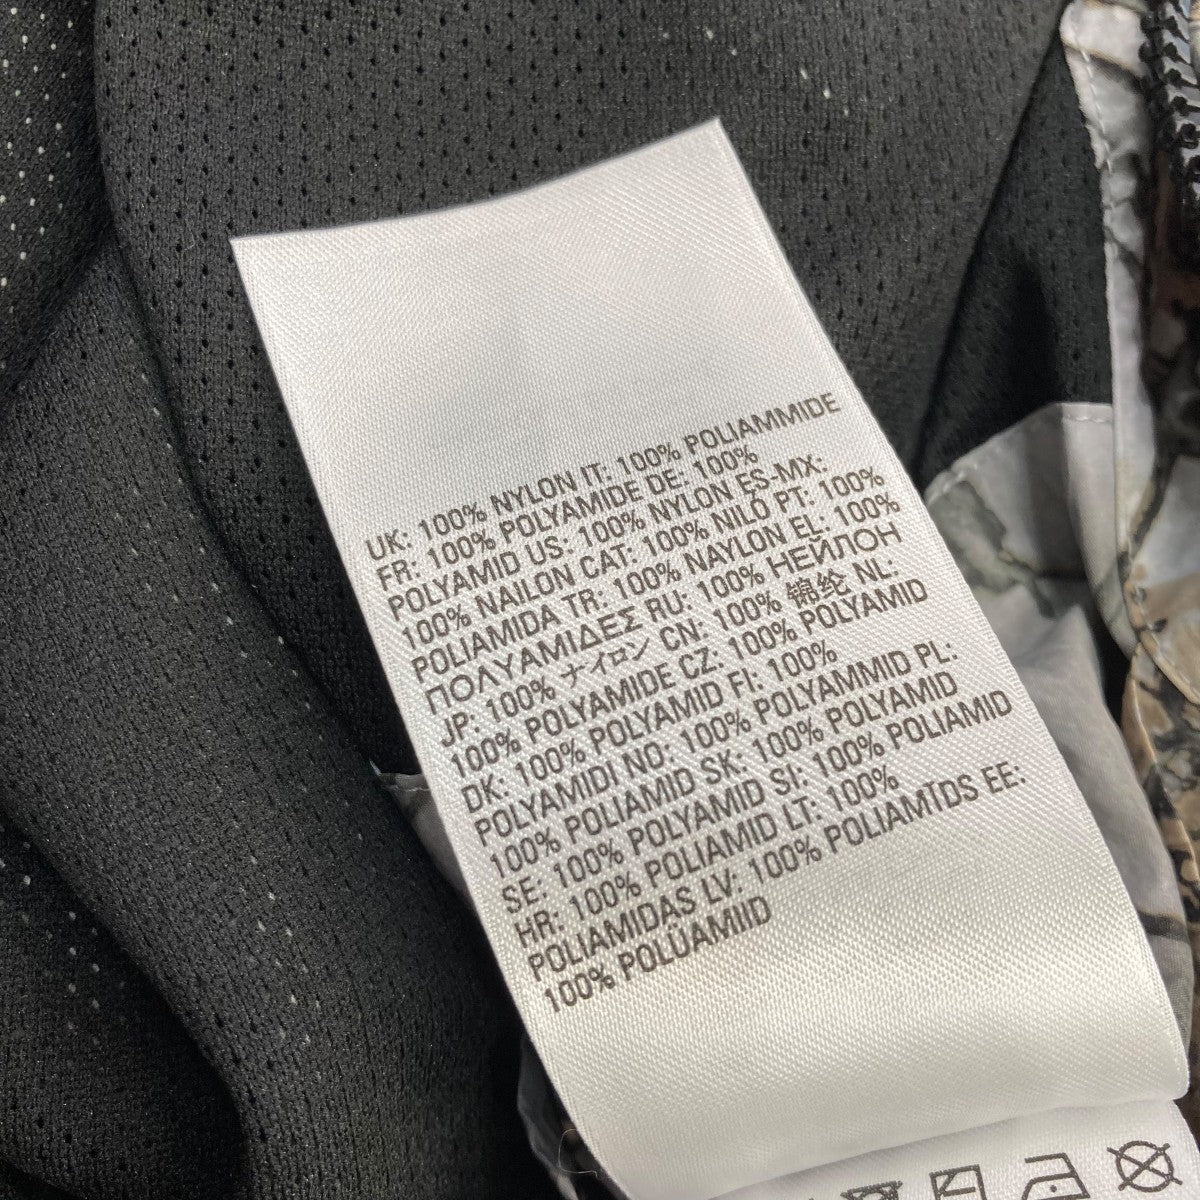 UK: 100% NYLON IT: 100% POLIAMMIDE
FR: 100% POLYAMIDE DE: 100%
POLYAMID US: 100% NYLON ES-MX:
100% NAILON CAT: 100% NILÓ PT: 100%
POLIAMIDA TR: 100% NAYLON EL: 100%
ΠΟΛΥΑΜΙΔΕΣ RU: 100% НЕЙЛОН
JP: 100% ナイロン CN: 100% 锦纶 NL:
100% POLYAMIDE CZ: 100% POLYAMID
DK: 100% POLYAMID FI: 100%
POLYAMIDI NO: 100% POLYAMMID PL:
100% POLIAMID SK: 100% POLYAMID
SE: 100% POLYAMID SI: 100% POLIAMID
HR: 100% POLIAMID LT: 100%
POLIAMIDAS LV: 100% POLIAMĪDS EE:
100% POLÜAMIID